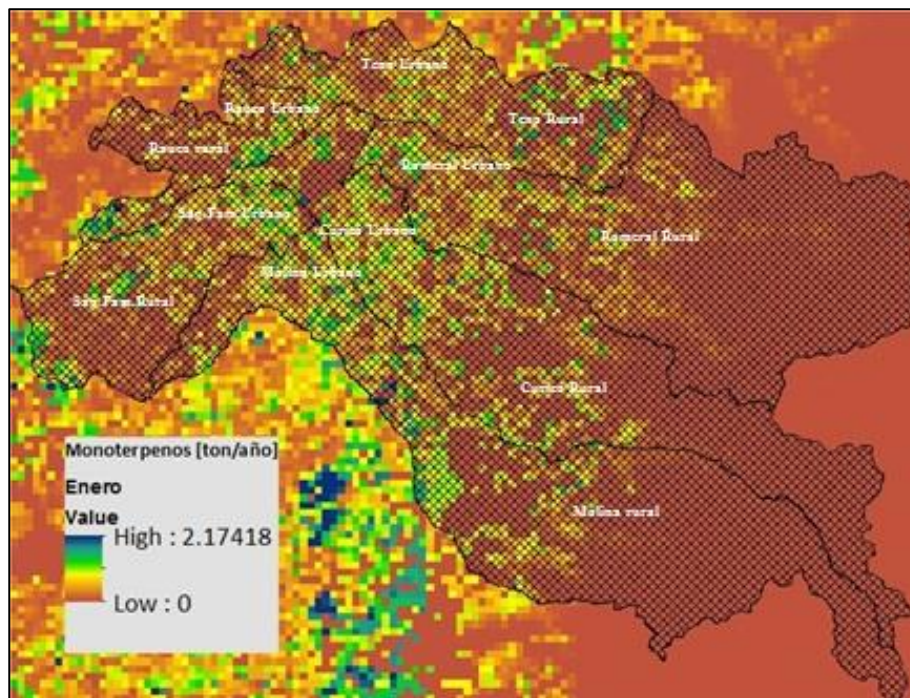 Teno Urbano
Rauco Urbano
Teno Rural
Rauco rural
Romeral Urbano
Sag.Fam.Urbano
Curicó Urbano
Romeral Rural
Molina Urbano
Sag.Fam.Rural
Curicó Rural
Molina rural
Monoterpenos [ton/año]
Enero
Value
High : 2.17418
Low : 0